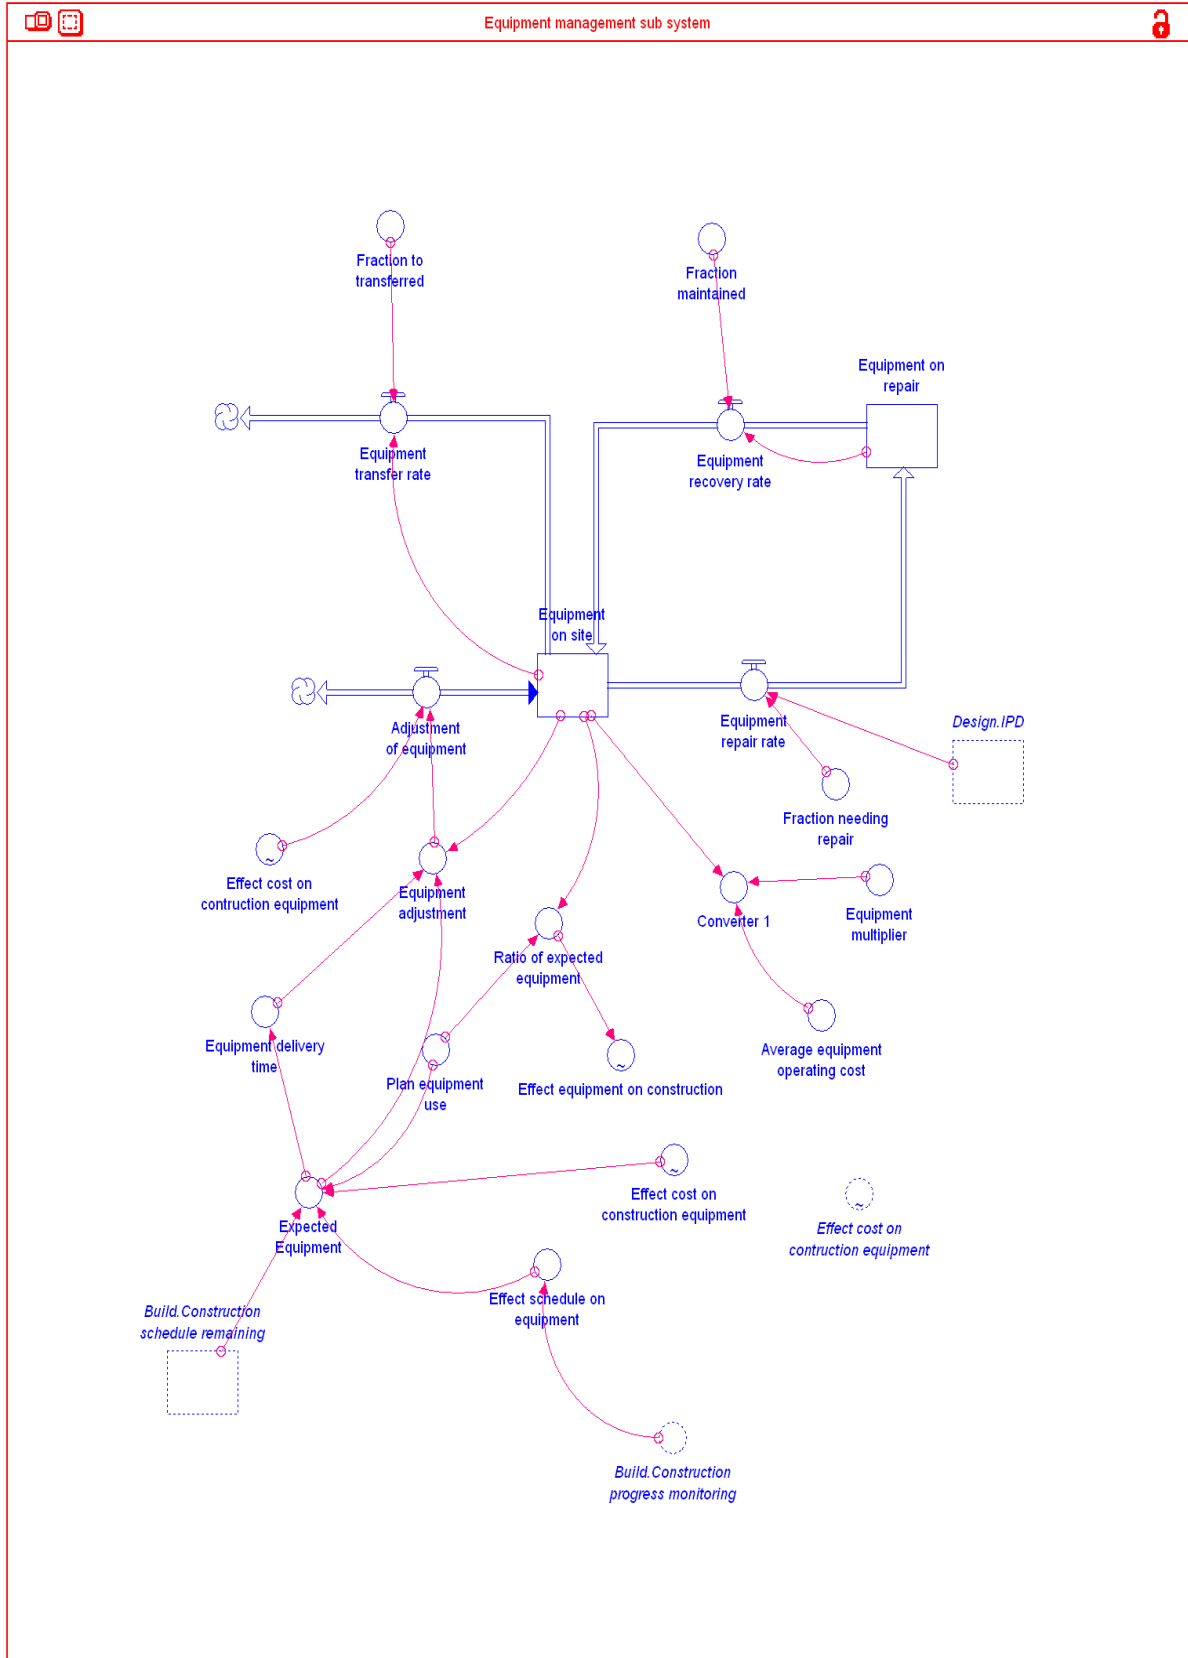 Equipment management sub system
Fraction to
transferred
Fraction
maintained
Equipment on
repair
Equipment
transfer rate
Equipment
recovery rate
Equipment
on site
Adjustment
of equipment
Equipment
repair rate
Design.IPD
Fraction needing
repair
Effect cost on
contruction equipment
Equipment
adjustment
Equipment
multiplier
Converter 1
Ratio of expected
equipment
Equipment delivery
time
Average equipment
operating cost
Plan equipment
use
Effect equipment on construction
Effect cost on
construction equipment
Expected
Equipment
Effect cost on
contruction equipment
Effect schedule on
equipment
Build.Construction
schedule remaining
Build.Construction
progress monitoring